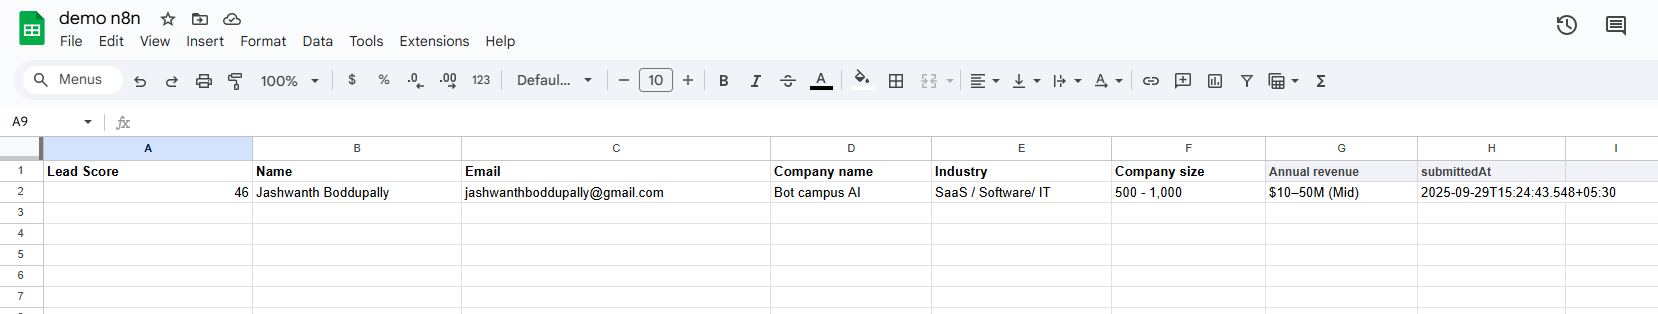 demo n8n
File Edit View Insert Format Data Tools Extensions Help
Menus 100% $ % .0 .00 123 Defaul... − 10 + B I S A Σ
A9 fx
A B C D E F G H I
1 Lead Score Name Email Company name Industry Company size Annual revenue submittedAt
2 46 Jashwanth Boddupally jashwanthboddupally@gmail.com Bot campus AI SaaS / Software/ IT 500 - 1,000 $10–50M (Mid) 2025-09-29T15:24:43.548+05:30
3
4
5
6
7